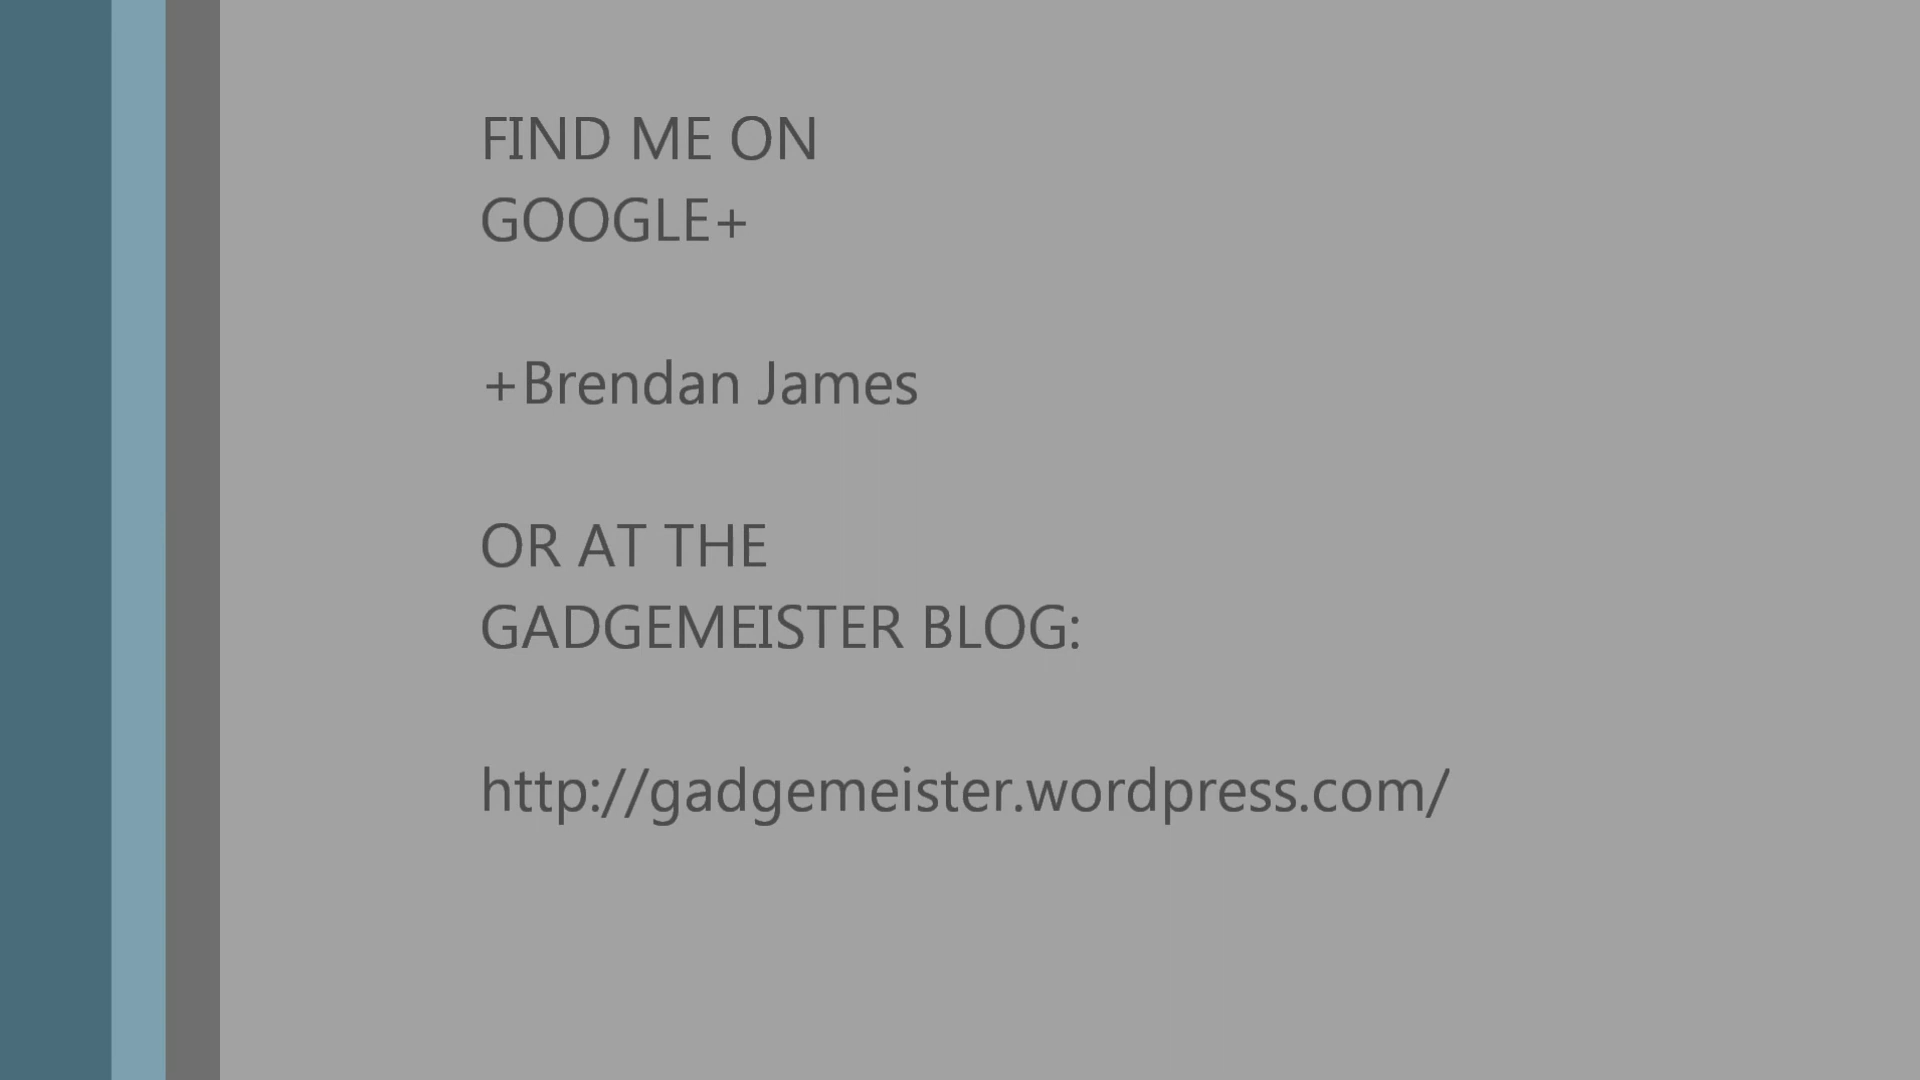 FIND ME ON
GOOGLE+
+Brendan James
OR AT THE
GADGEMEISTER BLOG:
http://gadgemeister.wordpress.com/